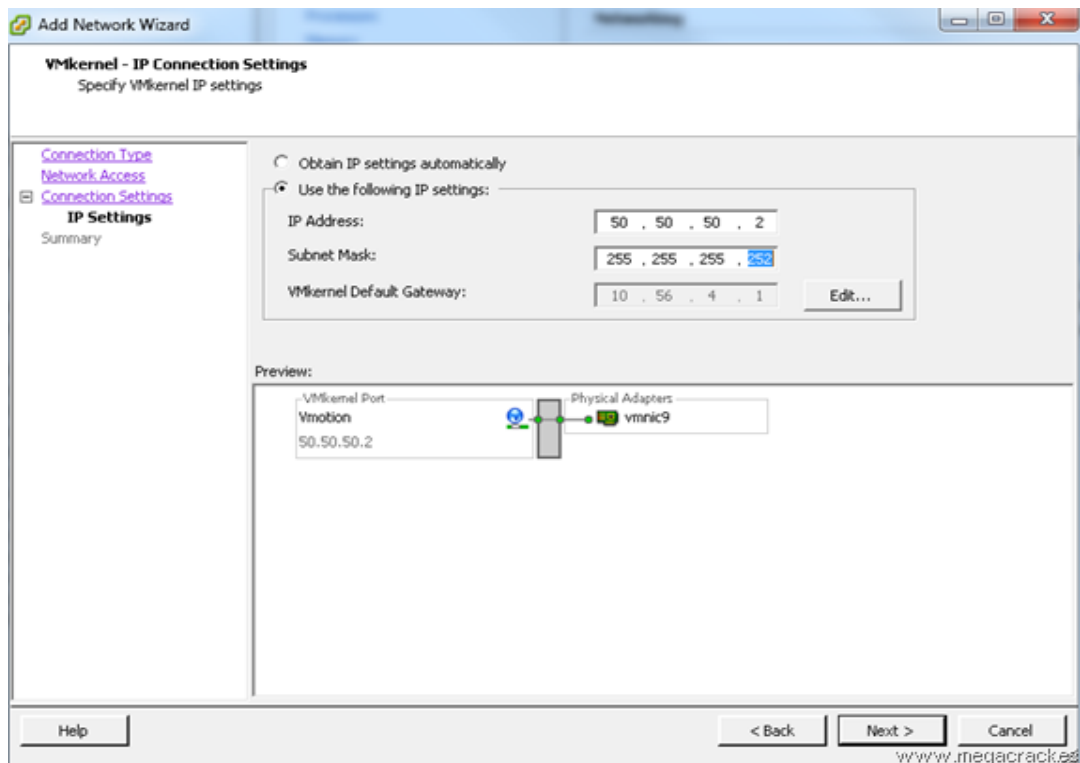 Add Network Wizard
VMkernel - IP Connection Settings
Specify VMkernel IP settings
Connection Type
Network Access
Connection Settings
IP Settings
Summary
Obtain IP settings automatically
Use the following IP settings:
IP Address: 50 . 50 . 50 . 2
Subnet Mask: 255 . 255 . 255 . 252
VMkernel Default Gateway: 10 . 56 . 4 . 1 Edit...
Preview:
VMkernel Port
Physical Adapters
Vmotion
vmnic9
50.50.50.2
Help
< Back
Next >
Cancel
www.megacrack.es